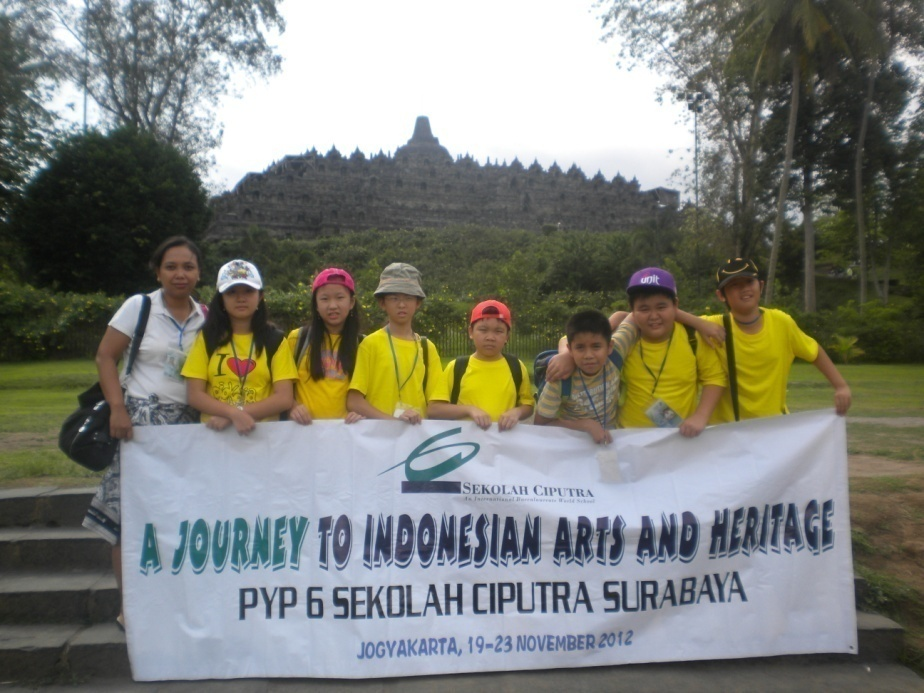 I ♥
unit
SEKOLAH CIPUTRA
An International Baccalaureate World School
A JOURNEY TO INDONESIAN ARTS AND HERITAGE
PYP 6 SEKOLAH CIPUTRA SURABAYA
JOGYAKARTA, 19-23 NOVEMBER 2012